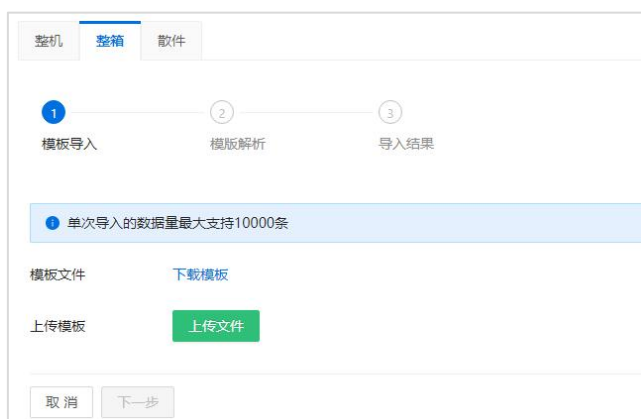 整机 整箱 散件
1 2 3
模板导入 模版解析 导入结果
单次导入的数据量最大支持10000条
模板文件 下载模板
上传模板 上传文件
取消 下一步